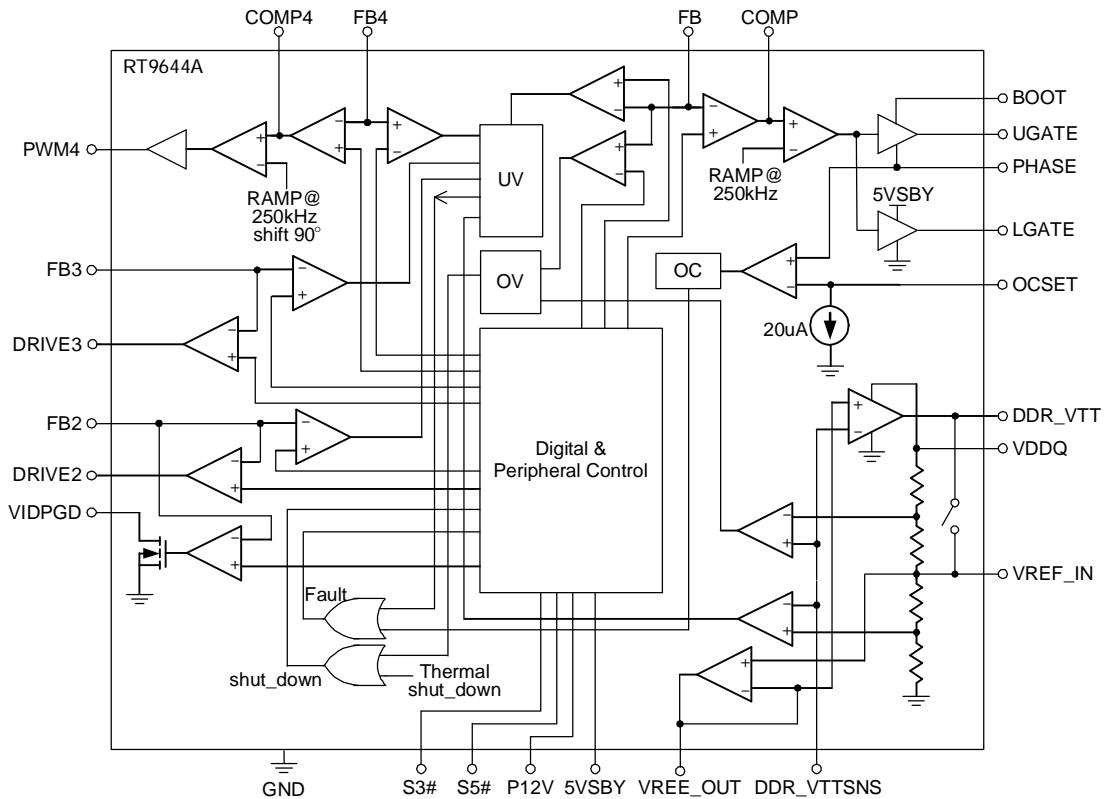 COMP4
FB4
FB
COMP
RT9644A
BOOT
UGATE
PHASE
LGATE
OCSET
PWM4
RAMP@
250kHz
shift 90°
UV
RAMP@
250kHz
5VSBY
FB3
OV
OC
20uA
DRIVE3
FB2
DRIVE2
VIDPGD
Digital &
Peripheral Control
DDR_VTT
VDDQ
VREF_IN
Fault
shut_down
Thermal
shut_down
GND
S3#
S5#
P12V
5VSBY
VREE_OUT
DDR_VTTSNS
+
-
+
-
+
-
+
-
+
-
+
-
+
-
+
-
+
-
+
-
+
-
+
-
+
-
+
-
+
-
+
-
+
-